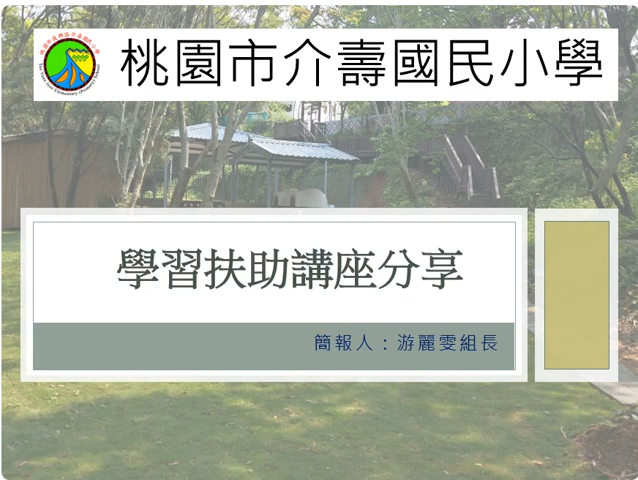 桃園市介壽國民小學
學習扶助講座分享
簡報人：游麗雯組長